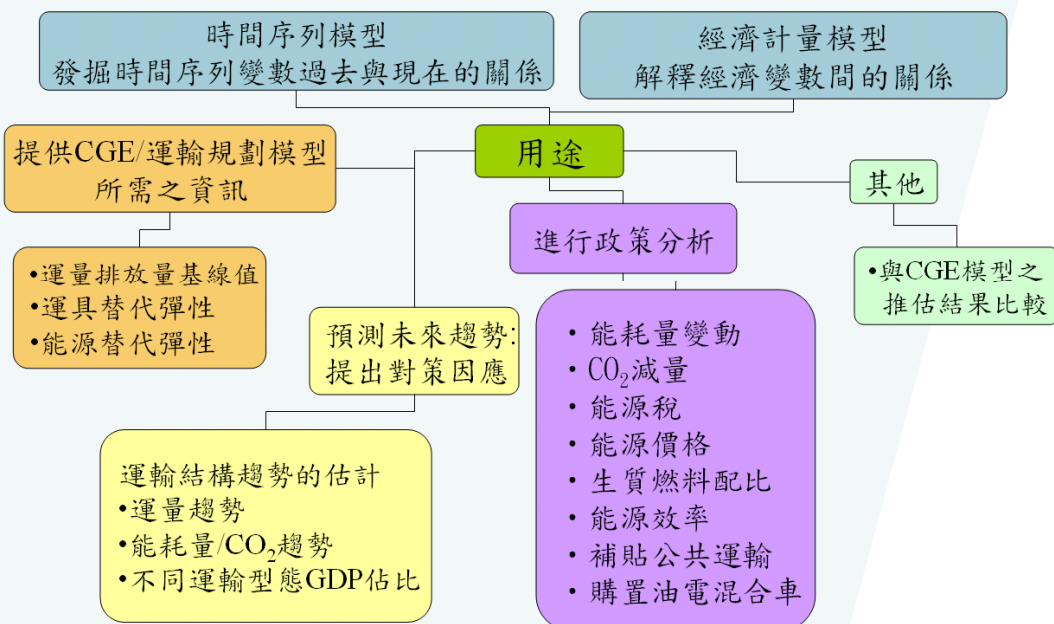 時間序列模型
發掘時間序列變數過去與現在的關係
經濟計量模型
解釋經濟變數間的關係
提供CGE/運輸規劃模型
所需之資訊
用途
其他
進行政策分析
•運量排放量基線值
•運具替代彈性
•能源替代彈性
•與CGE模型之
推估結果比較
預測未來趨勢:
提出對策因應
•能耗量變動
•CO₂減量
•能源稅
•能源價格
•生質燃料配比
•能源效率
•補貼公共運輸
•購置油電混合車
運輸結構趨勢的估計
•運量趨勢
•能耗量/CO₂趨勢
•不同運輸型態GDP佔比